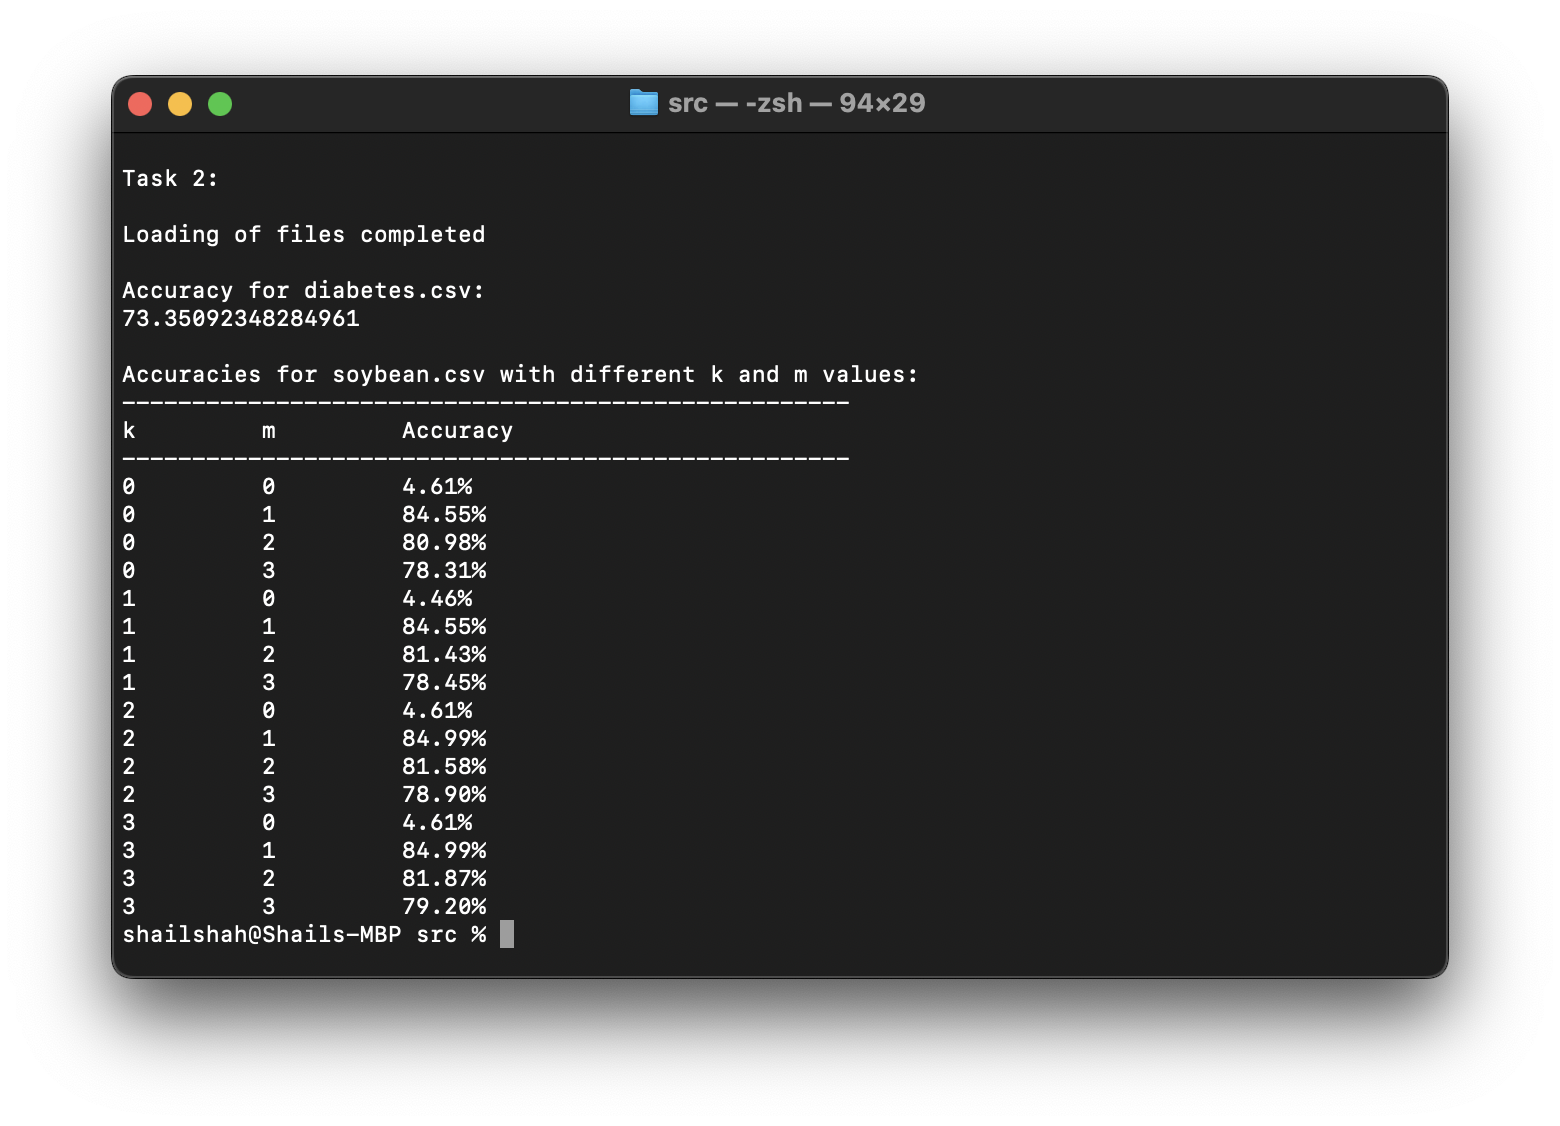 src — -zsh — 94×29
Task 2:
Loading of files completed
Accuracy for diabetes.csv:
73.35092348284961
Accuracies for soybean.csv with different k and m values:
----------------------------------------------------
k m Accuracy
----------------------------------------------------
0 0 4.61%
0 1 84.55%
0 2 80.98%
0 3 78.31%
1 0 4.46%
1 1 84.55%
1 2 81.43%
1 3 78.45%
2 0 4.61%
2 1 84.99%
2 2 81.58%
2 3 78.90%
3 0 4.61%
3 1 84.99%
3 2 81.87%
3 3 79.20%
shailshah@Shails-MBP src %